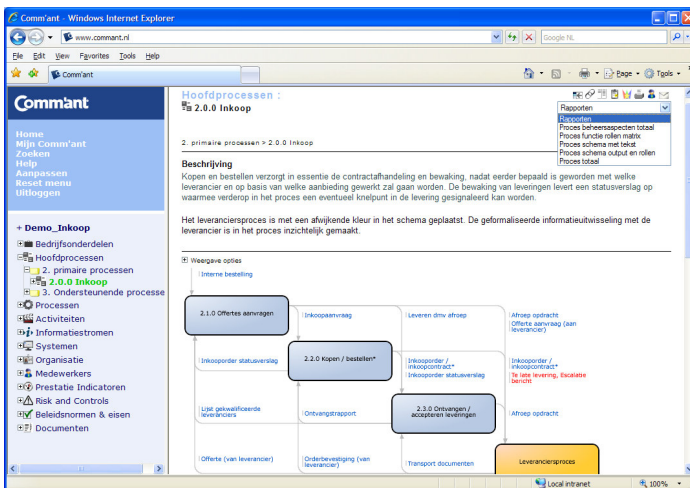 Comm'ant - Windows Internet Explorer
www.commant.nl
Google NL
File Edit View Favorites Tools Help
Comm'ant
Page Tools
Comm'ant
Home
Mijn Comm'ant
Zoeken
Help
Aanpassen
Reset menu
Uitloggen
+ Demo_Inkoop
Bedrijfsonderdelen
Hoofdprocessen
2. primaire processen
2.0.0 Inkoop
3. Ondersteunende processe
Processen
Activiteiten
Informatiestromen
Systemen
Organisatie
Medewerkers
Prestatie Indicatoren
Risk and Controls
Beleidsnormen & eisen
Documenten
Hoofdprocessen :
2.0.0 Inkoop
Rapporten
Rapporten
Proces beheersaspecten totaal
Proces functie rollen matrix
Proces schema met tekst
Proces schema output en rollen
Proces totaal
2. primaire processen > 2.0.0 Inkoop
Beschrijving
Kopen en bestellen verzorgt in essentie de contractafhandeling en bewaking, nadat eerder bepaald is geworden met welke
leverancier en op basis van welke aanbieding gewerkt zal gaan worden. De bewaking van leveringen levert een statusverslag op
waarmee verderop in het proces een eventueel knelpunt in de levering gesignaleerd kan worden.
Het leveranciersproces is met een afwijkende kleur in het schema geplaatst. De geformaliseerde informatieuitwisseling met de
leverancier is in het proces inzichtelijk gemaakt.
Weergave opties
Interne bestelling
2.1.0 Offertes aanvragen
Inkoopaanvraag
Leveren dmv afroep
Afroep opdracht
Offerte aanvraag (aan
leverancier)
Inkooporder statusverslag
2.2.0 Kopen / bestellen*
Inkooporder /
inkoopcontract*
Inkooporder statusverslag
Inkooporder /
inkoopcontract*
Te late levering, Escalatie
bericht
Lijst gekwalificeerde
leveranciers
Ontvangstrapport
2.3.0 Ontvangen /
accepteren leveringen
Afroep opdracht
Offerte (van leverancier)
Orderbevestiging (van
leverancier)
Transport documenten
Leveranciersproces
Local intranet
100%